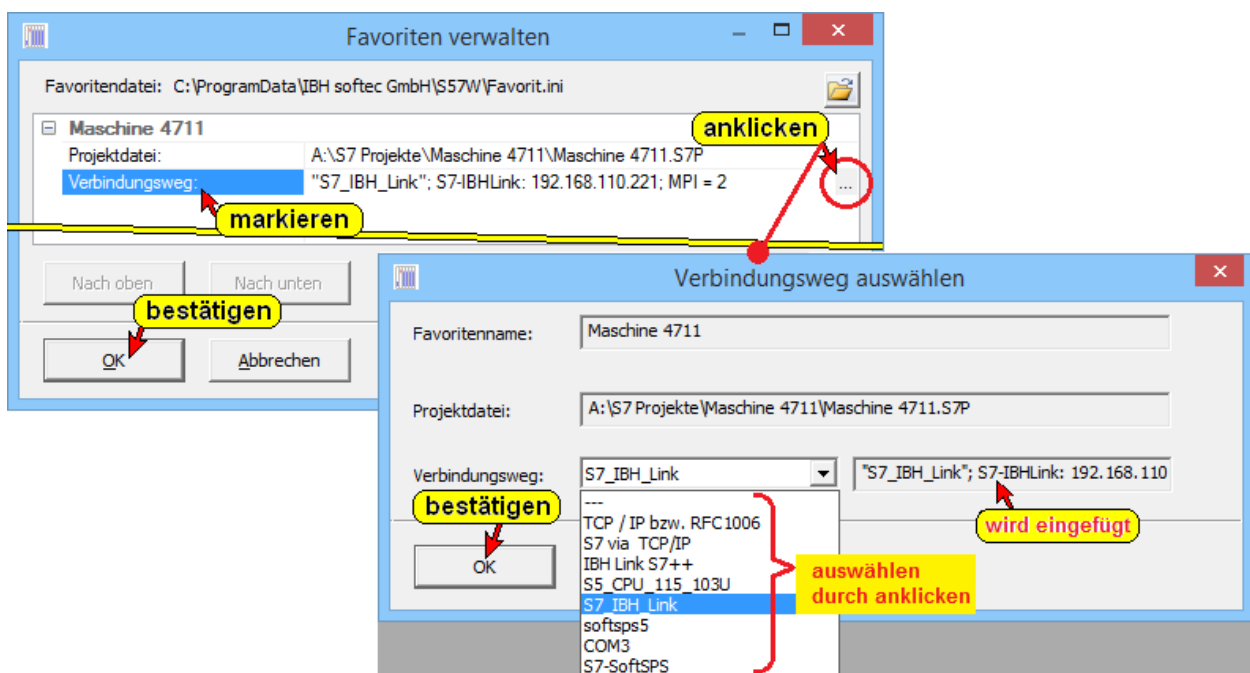 Favoriten verwalten
Favoritendatei: C:\ProgramData\IBH softec GmbH\S57W\Favorit.ini
Maschine 4711
anklicken
Projektdatei: A:\S7 Projekte\Maschine 4711\Maschine 4711.S7P
Verbindungsweg: "S7_IBH_Link"; S7-IBHLink: 192.168.110.221; MPI = 2 ...
markieren
Nach oben Nach unten
bestätigen
OK Abbrechen
Verbindungsweg auswählen
Favoritenname: Maschine 4711
Projektdatei: A:\S7 Projekte\Maschine 4711\Maschine 4711.S7P
Verbindungsweg: S7_IBH_Link "S7_IBH_Link"; S7-IBHLink: 192.168.110
bestätigen
wird eingefügt
OK
---
TCP / IP bzw. RFC1006
S7 via TCP/IP
IBH Link S7++
S5_CPU_115_103U
S7_IBH_Link
softsps5
COM3
S7-SoftSPS
auswählen
durch anklicken